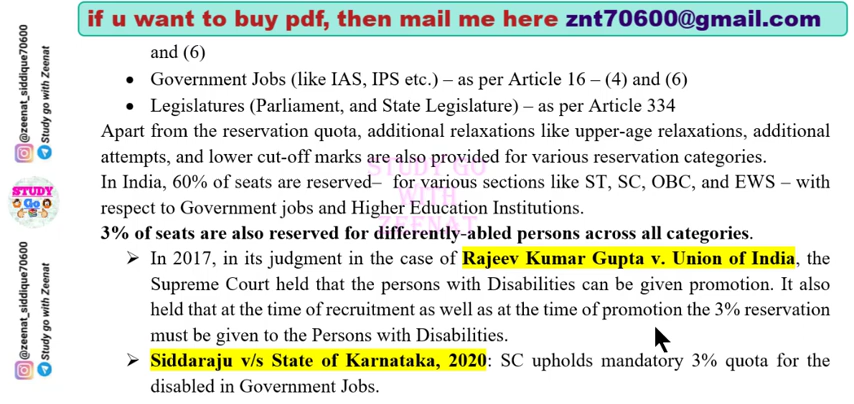 if u want to buy pdf, then mail me here znt70600@gmail.com
and (6)
• Government Jobs (like IAS, IPS etc.) – as per Article 16 – (4) and (6)
• Legislatures (Parliament, and State Legislature) – as per Article 334
Apart from the reservation quota, additional relaxations like upper-age relaxations, additional
attempts, and lower cut-off marks are also provided for various reservation categories.
In India, 60% of seats are reserved– for various sections like ST, SC, OBC, and EWS – with
respect to Government jobs and Higher Education Institutions.
3% of seats are also reserved for differently-abled persons across all categories.
➢ In 2017, in its judgment in the case of Rajeev Kumar Gupta v. Union of India, the
Supreme Court held that the persons with Disabilities can be given promotion. It also
held that at the time of recruitment as well as at the time of promotion the 3% reservation
must be given to the Persons with Disabilities.
➢ Siddaraju v/s State of Karnataka, 2020: SC upholds mandatory 3% quota for the
disabled in Government Jobs.
STUDY GO
WITH
ZEENAT
@zeenat_siddique70600
Study go with Zeenat
STUDY
Go
@zeenat_siddique70600
Study go with Zeenat